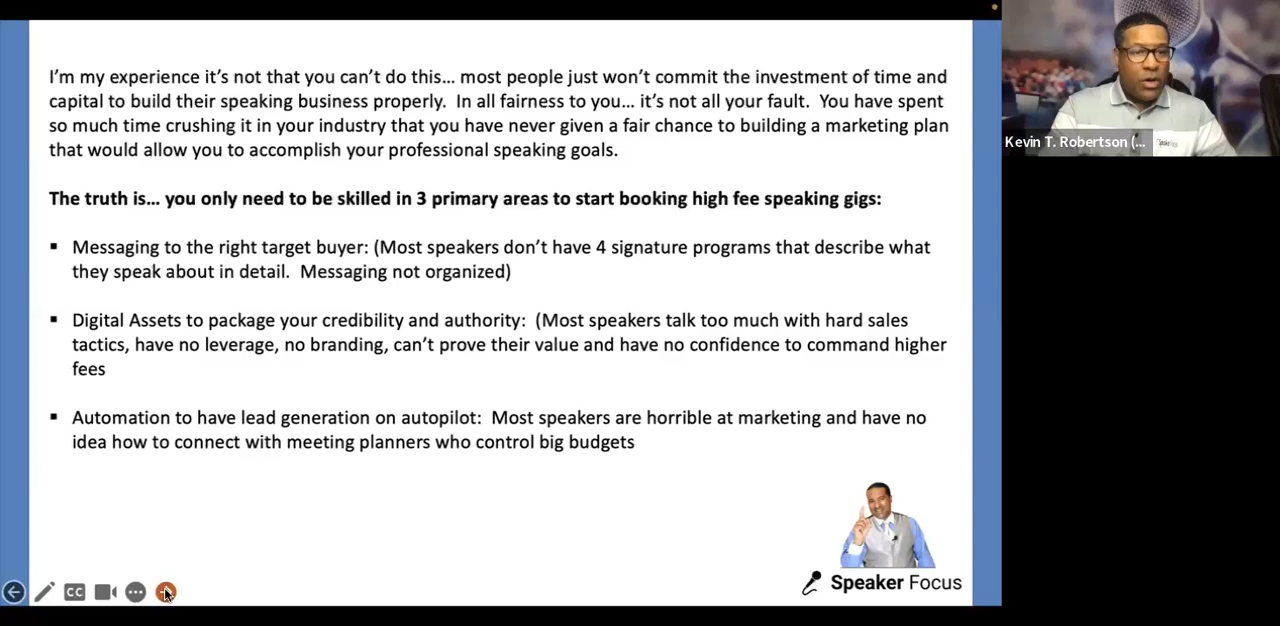 I'm my experience it's not that you can't do this... most people just won't commit the investment of time and
capital to build their speaking business properly.  In all fairness to you... it's not all your fault.  You have spent
so much time crushing it in your industry that you have never given a fair chance to building a marketing plan
that would allow you to accomplish your professional speaking goals.
The truth is... you only need to be skilled in 3 primary areas to start booking high fee speaking gigs:
▪ Messaging to the right target buyer: (Most speakers don't have 4 signature programs that describe what
they speak about in detail.  Messaging not organized)
▪ Digital Assets to package your credibility and authority:  (Most speakers talk too much with hard sales
tactics, have no leverage, no branding, can't prove their value and have no confidence to command higher
fees
▪ Automation to have lead generation on autopilot:  Most speakers are horrible at marketing and have no
idea how to connect with meeting planners who control big budgets
Speaker Focus
CC
Kevin T. Robertson (...